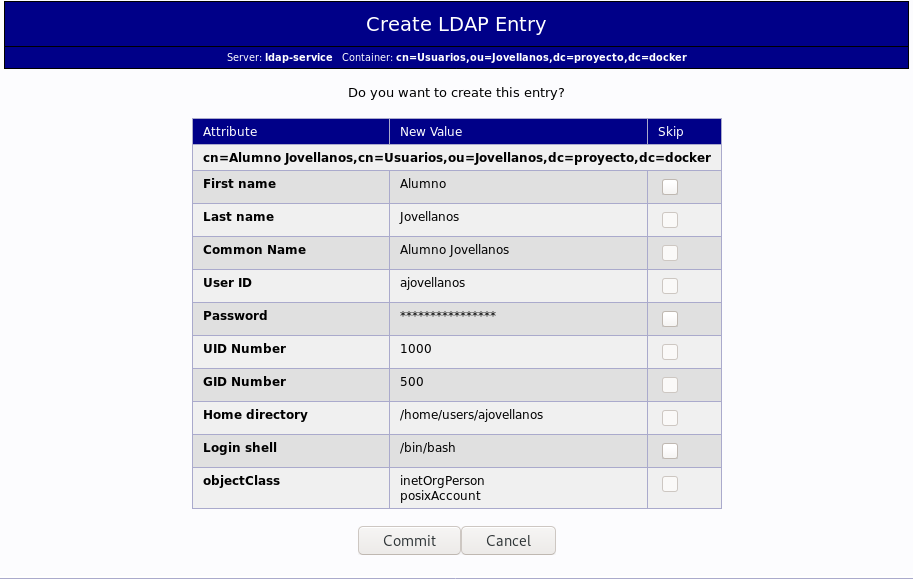 Create LDAP Entry
Server: ldap-service Container: cn=Usuarios,ou=Jovellanos,dc=proyecto,dc=docker
Do you want to create this entry?
Attribute New Value Skip
cn=Alumno Jovellanos,cn=Usuarios,ou=Jovellanos,dc=proyecto,dc=docker
First name Alumno
Last name Jovellanos
Common Name Alumno Jovellanos
User ID ajovellanos
Password ****************
UID Number 1000
GID Number 500
Home directory /home/users/ajovellanos
Login shell /bin/bash
objectClass inetOrgPerson
posixAccount
Commit Cancel